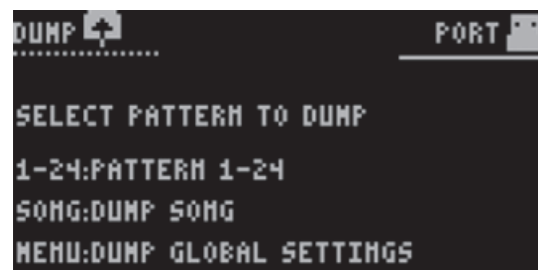 DUMP PORT
SELECT PATTERN TO DUMP
1-24:PATTERN 1-24
SONG:DUMP SONG
MENU:DUMP GLOBAL SETTINGS